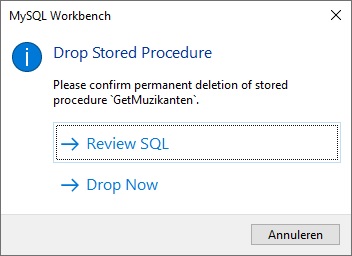 MySQL Workbench
Drop Stored Procedure
Please confirm permanent deletion of stored
procedure `GetMuzikanten`.
Review SQL
Drop Now
Annuleren